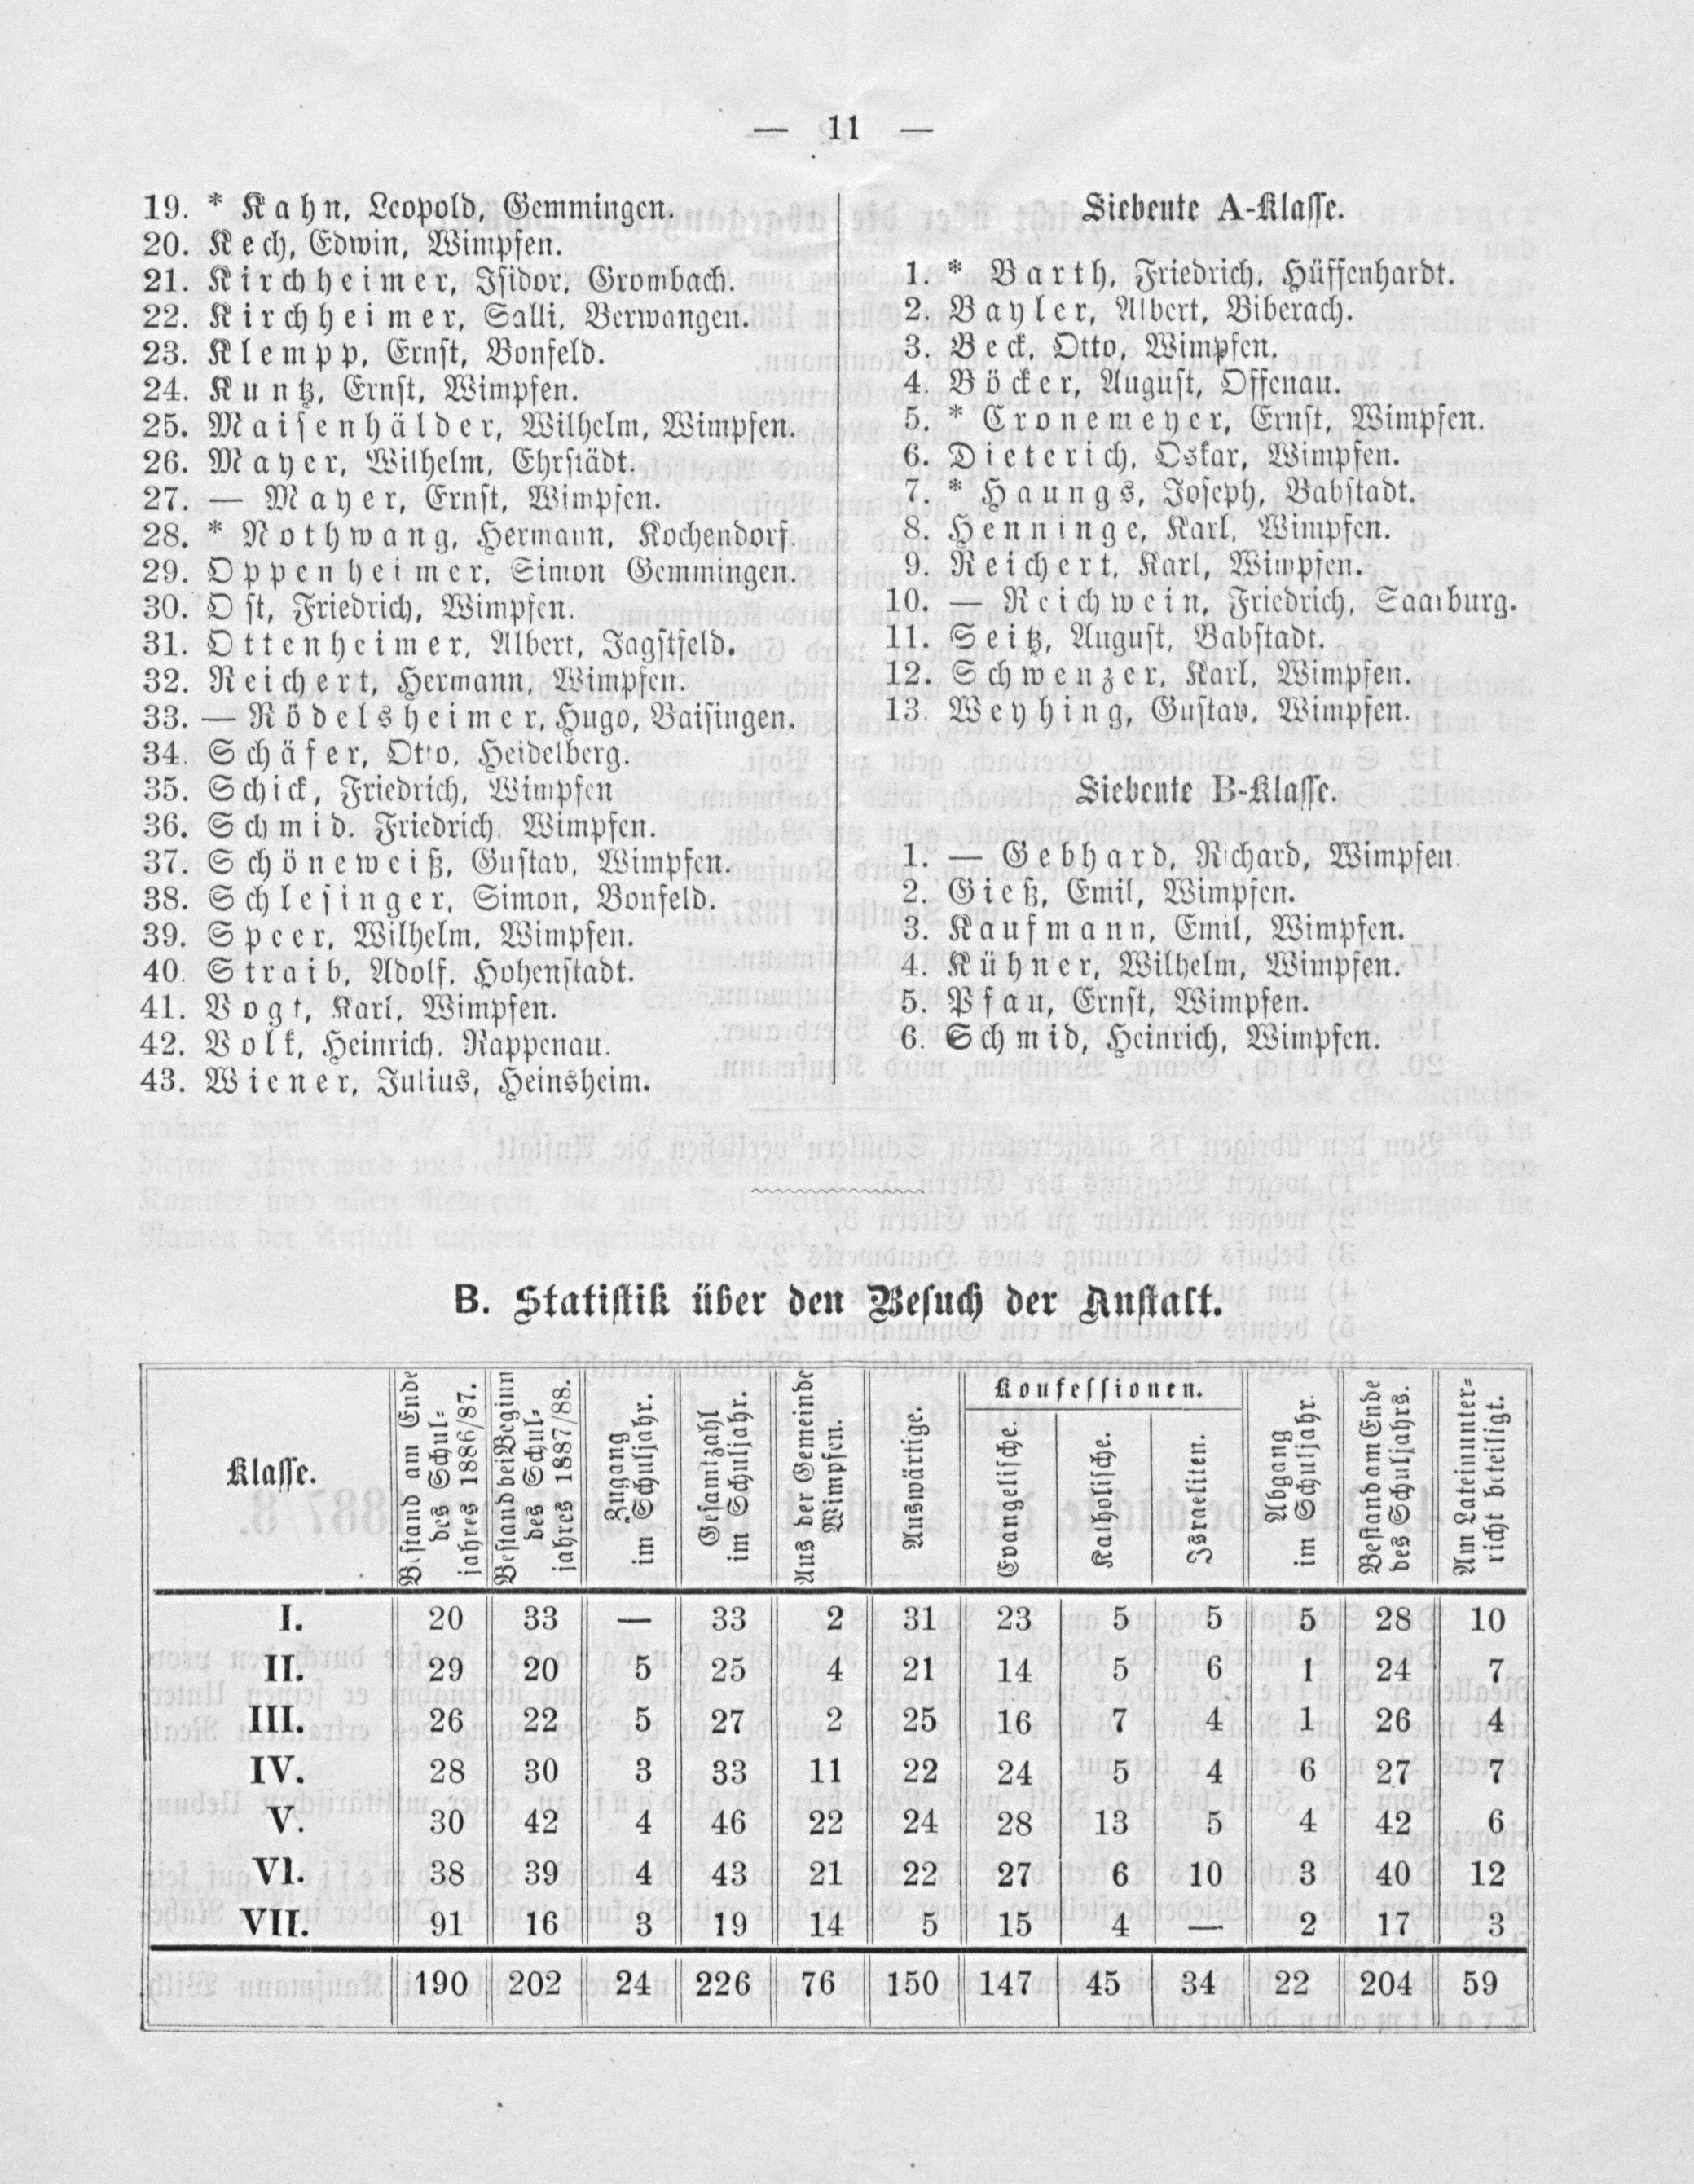 — 11 —
19. * Kahn, Leopold, Gemmingen.
20. Kech, Edwin, Wimpfen.
21. Kirchheimer, Isidor, Grombach.
22. Kirchheimer, Salli, Berwangen.
23. Klempp, Ernst, Bonfeld.
24. Kuntz, Ernst, Wimpfen.
25. Maisenhälder, Wilhelm, Wimpfen.
26. Mayer, Wilhelm, Ehrstädt.
27. — Mayer, Ernst, Wimpfen.
28. * Nothwang, Hermann, Kochendorf.
29. Oppenheimer, Simon Gemmingen.
30. Ost, Friedrich, Wimpfen.
31. Ottenheimer, Albert, Jagstfeld.
32. Reichert, Hermann, Wimpfen.
33. — Rödelsheimer, Hugo, Baisingen.
34. Schäfer, Otto, Heidelberg.
35. Schick, Friedrich, Wimpfen
36. Schmid. Friedrich, Wimpfen.
37. Schöneweiß, Gustav, Wimpfen.
38. Schlesinger, Simon, Bonfeld.
39. Speer, Wilhelm, Wimpfen.
40. Straib, Adolf, Hohenstadt.
41. Vogt, Karl, Wimpfen.
42. Volk, Heinrich. Rappenau.
43. Wiener, Julius, Heinsheim.
Siebente A-Klasse.
1. * Barth, Friedrich, Hüffenhardt.
2. Bayler, Albert, Biberach.
3. Beck, Otto, Wimpfen.
4. Böcker, August, Offenau.
5. * Cronemeyer, Ernst, Wimpfen.
6. Dieterich, Oskar, Wimpfen.
7. * Haungs, Joseph, Babstadt.
8. Henninge, Karl, Wimpfen.
9. Reichert, Karl, Wimpfen.
10. — Reichwein, Friedrich, Saarburg.
11. Seitz, August, Babstadt.
12. Schwenzer, Karl, Wimpfen.
13. Weyhing, Gustav, Wimpfen.
Siebente B-Klasse.
1. — Gebhard, Richard, Wimpfen.
2. Gieß, Emil, Wimpfen.
3. Kaufmann, Emil, Wimpfen.
4. Kühner, Wilhelm, Wimpfen.
5. Pfau, Ernst, Wimpfen.
6. Schmid, Heinrich, Wimpfen.
B. Statistik über den Besuch der Anstalt.
Klasse.
Bestand am Ende
des Schul-
jahres 1886/87.
Bestand bei Beginn
des Schul-
jahres 1887/88.
Zugang
im Schuljahr.
Gesamtzahl
im Schuljahr.
Aus der Gemeinde
Wimpfen.
Auswärtige.
Konfessionen.
Evangelische.
Katholische.
Israeliten.
Abgang
im Schuljahr.
Bestand am Ende
des Schuljahrs.
Am Lateinunter-
richt beteiligt.
I. 20 33 — 33 2 31 23 5 5 5 28 10
II. 29 20 5 25 4 21 14 5 6 1 24 7
III. 26 22 5 27 2 25 16 7 4 1 26 4
IV. 28 30 3 33 11 22 24 5 4 6 27 7
V. 30 42 4 46 22 24 28 13 5 4 42 6
VI. 38 39 4 43 21 22 27 6 10 3 40 12
VII. 91 16 3 19 14 5 15 4 — 2 17 3
190 202 24 226 76 150 147 45 34 22 204 59